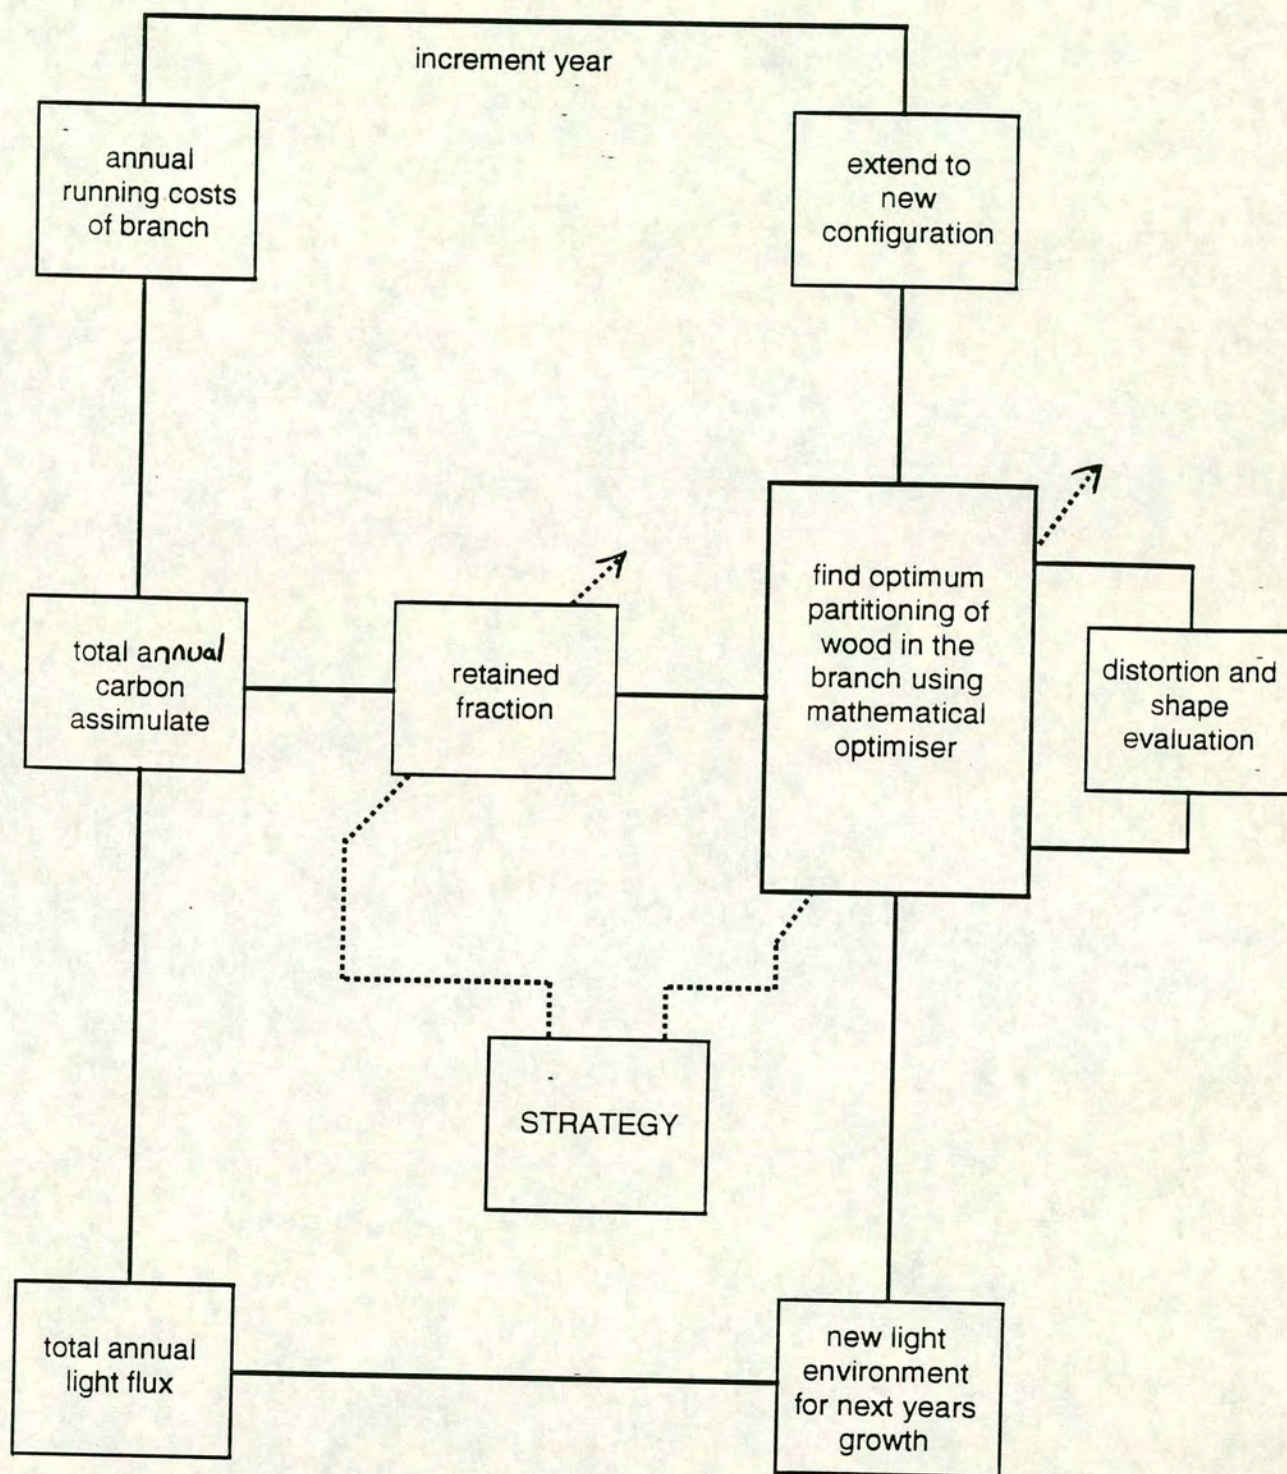 increment year
annual
running costs
of branch
extend to
new
configuration
total annual
carbon
assimulate
retained
fraction
find optimum
partitioning of
wood in the
branch using
mathematical
optimiser
distortion and
shape
evaluation
STRATEGY
total annual
light flux
new light
environment
for next years
growth